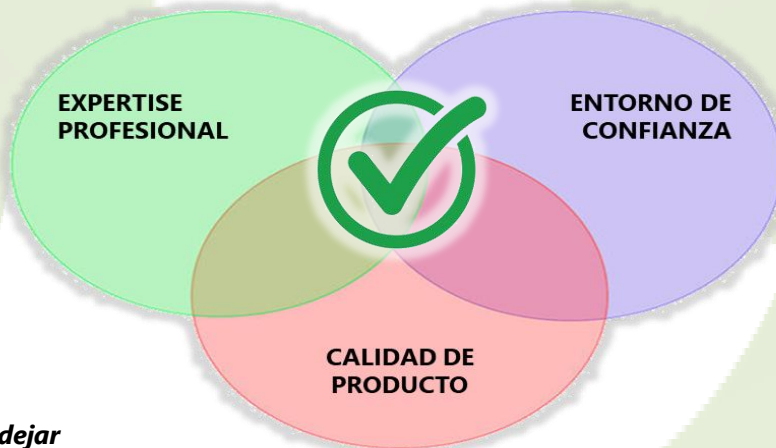 EXPERTISE
PROFESIONAL
ENTORNO DE
CONFIANZA
CALIDAD DE
PRODUCTO
dejar